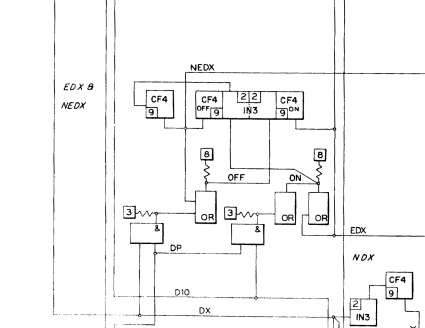 NEDX
EDX &
NEDX
CF4
9
CF4
OFF 9
2 2
IN3
CF4
9 ON
8
8
OFF
ON
3
OR
3
OR
OR
&
&
DP
EDX
NDX
D10
DX
CF4
9
2
IN3